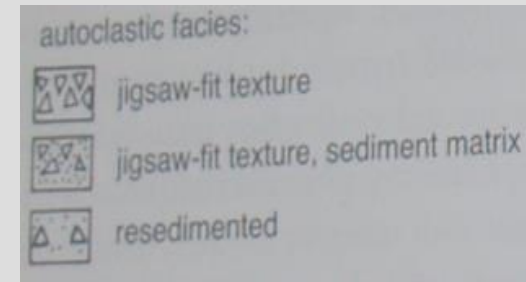 autoclastic facies:
jigsaw-fit texture
jigsaw-fit texture, sediment matrix
resedimented